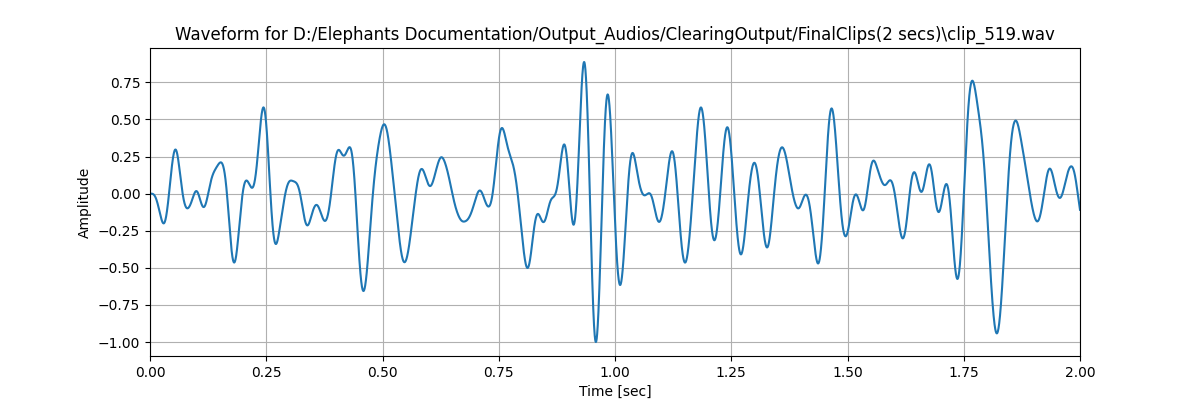 Waveform for D:/Elephants Documentation/Output_Audios/ClearingOutput/FinalClips(2 secs)\clip_519.wav
Amplitude
0.75
0.50
0.25
0.00
−0.25
−0.50
−0.75
−1.00
0.00 0.25 0.50 0.75 1.00 1.25 1.50 1.75 2.00
Time [sec]